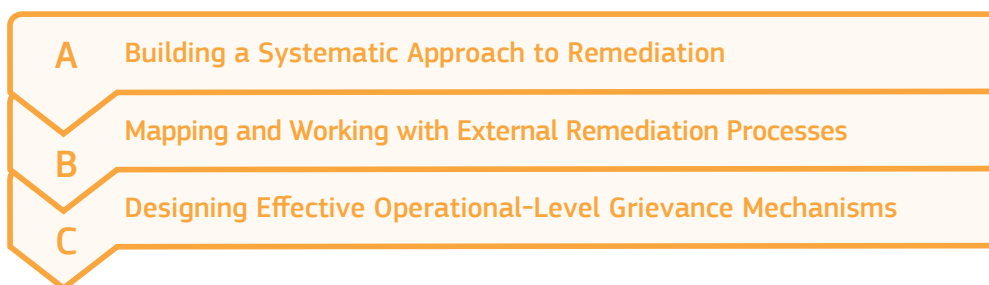 A Building a Systematic Approach to Remediation
B Mapping and Working with External Remediation Processes
C Designing Effective Operational-Level Grievance Mechanisms